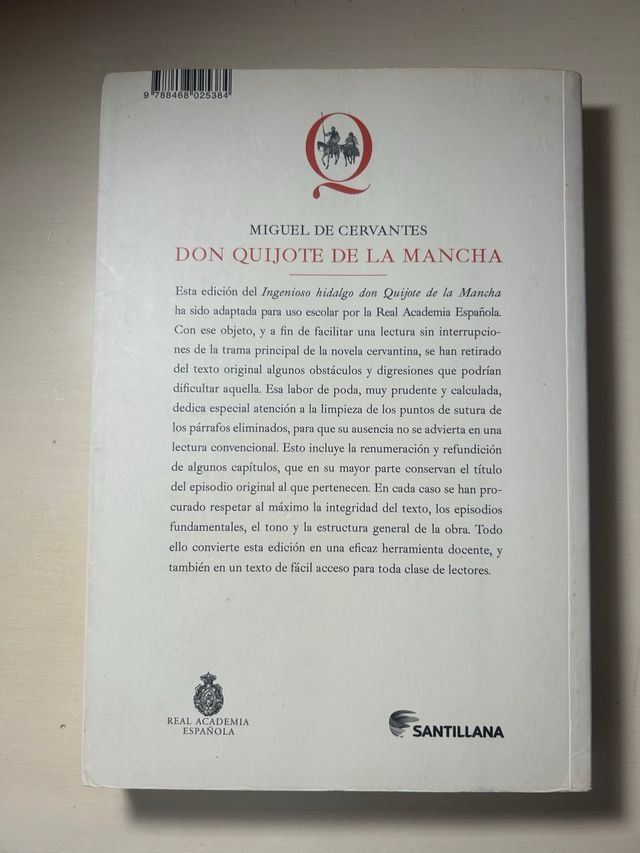 9 788468 025384
Q
MIGUEL DE CERVANTES
DON QUIJOTE DE LA MANCHA
Esta edición del Ingenioso hidalgo don Quijote de la Mancha
ha sido adaptada para uso escolar por la Real Academia Española.
Con ese objeto, y a fin de facilitar una lectura sin interrupcio-
nes de la trama principal de la novela cervantina, se han retirado
del texto original algunos obstáculos y digresiones que podrían
dificultar aquella. Esa labor de poda, muy prudente y calculada,
dedica especial atención a la limpieza de los puntos de sutura de
los párrafos eliminados, para que su ausencia no se advierta en una
lectura convencional. Esto incluye la renumeración y refundición
de algunos capítulos, que en su mayor parte conservan el título
del episodio original al que pertenecen. En cada caso se han pro-
curado respetar al máximo la integridad del texto, los episodios
fundamentales, el tono y la estructura general de la obra. Todo
ello convierte esta edición en una eficaz herramienta docente, y
también en un texto de fácil acceso para toda clase de lectores.
REAL ACADEMIA
ESPAÑOLA
SANTILLANA